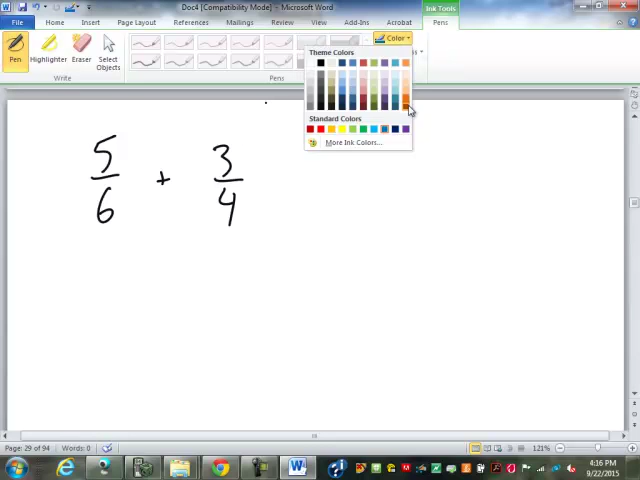 Doc4 [Compatibility Mode] - Microsoft Word
Ink Tools
File Home Insert Page Layout References Mailings Review View Add-Ins Acrobat Pens
Pen Highlighter Eraser Select Objects
Color
Write Pens
Theme Colors
Standard Colors
More Ink Colors...
5/6 + 3/4
Page: 29 of 94 Words: 0 121%
4:16 PM
9/22/2015